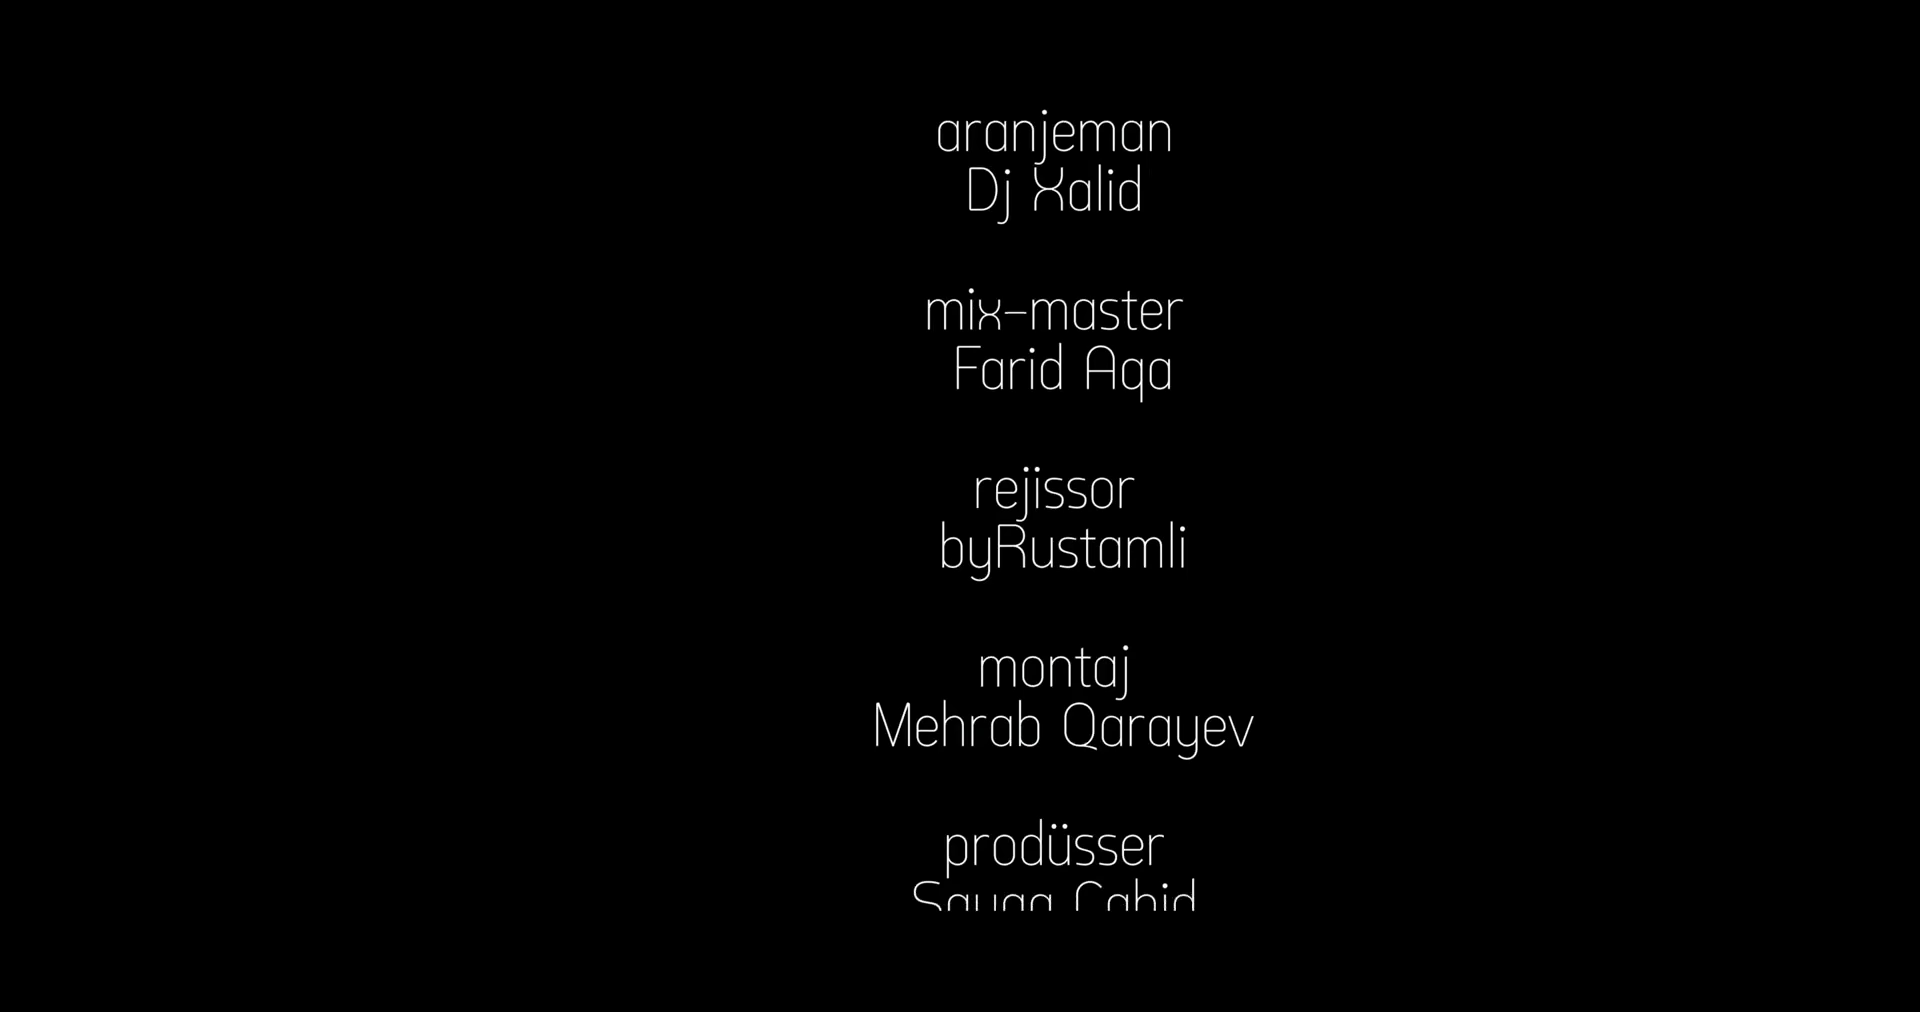 aranjeman
Dj Xalid
mix-master
Farid Aqa
rejissor
byRustamli
montaj
Mehrab Qarayev
prodüsser